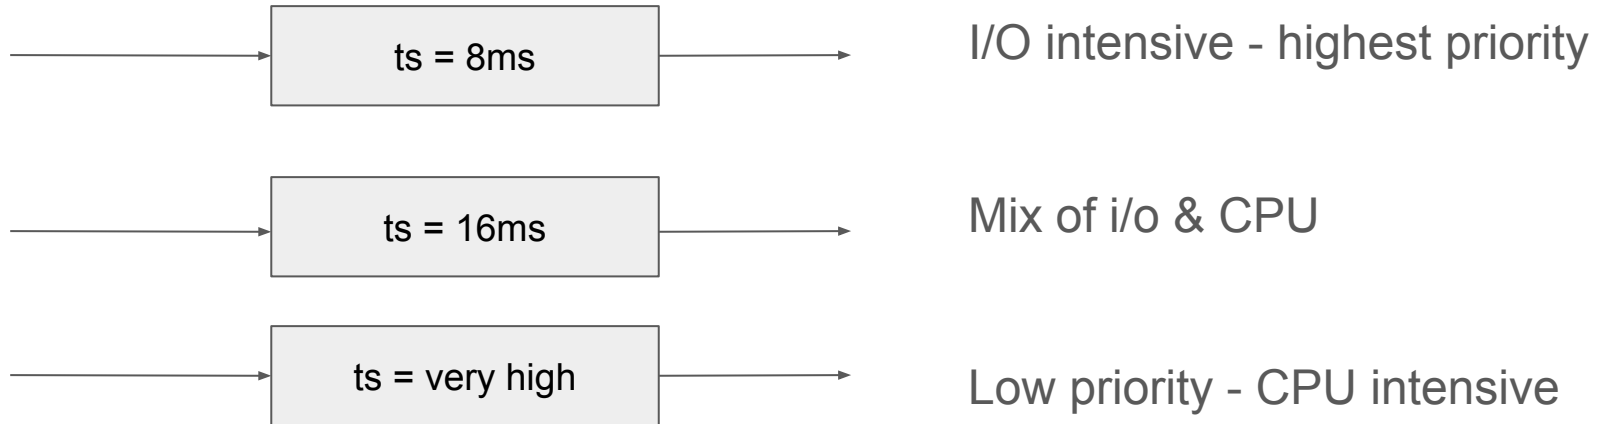 ts = 8ms
I/O intensive - highest priority
ts = 16ms
Mix of i/o & CPU
ts = very high
Low priority - CPU intensive